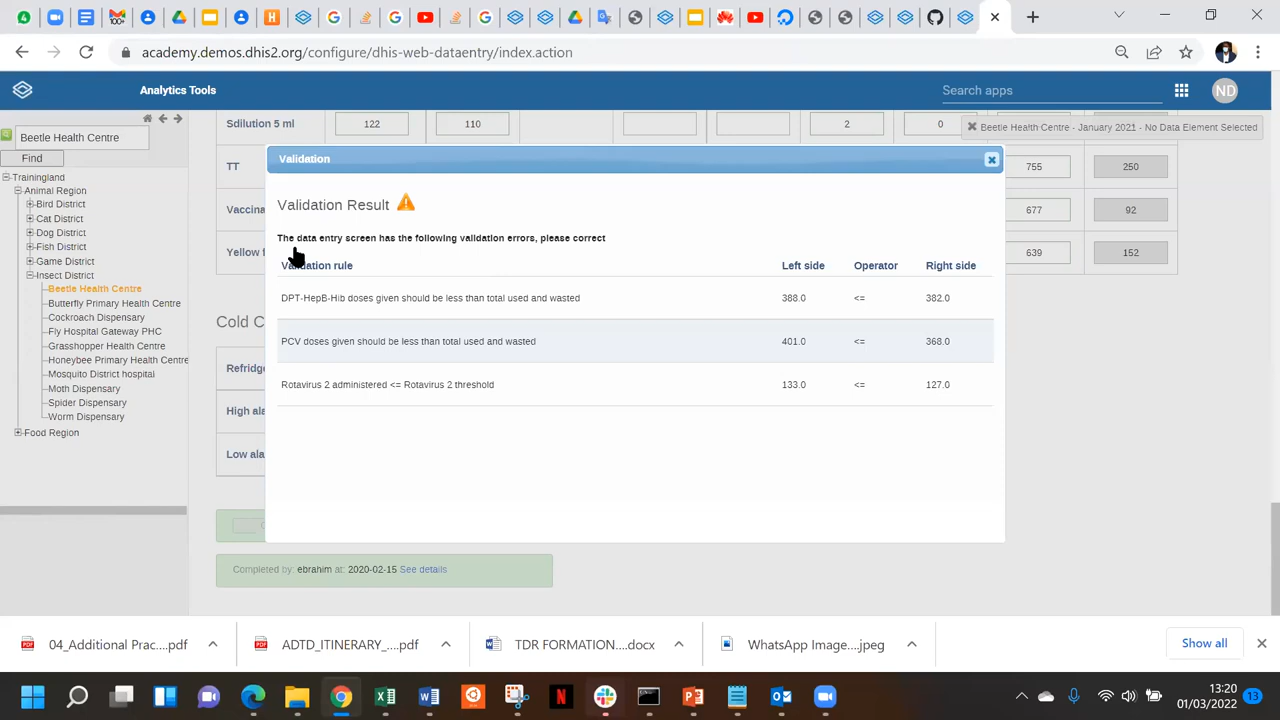 academy.demos.dhis2.org/configure/dhis-web-dataentry/index.action
Analytics Tools
Search apps
ND
Beetle Health Centre
Find
Trainingland
Animal Region
Bird District
Cat District
Dog District
Fish District
Game District
Insect District
Beetle Health Centre
Butterfly Primary Health Centre
Cockroach Dispensary
Fly Hospital Gateway PHC
Grasshopper Health Centre
Honeybee Primary Health Centre
Mosquito District hospital
Moth Dispensary
Spider Dispensary
Worm Dispensary
Food Region
Sdilution 5 ml 122 110 2 0
Beetle Health Centre - January 2021 - No Data Element Selected
TT 755 250
Vaccina 677 92
Yellow f 639 152
Validation
Validation Result
The data entry screen has the following validation errors, please correct
Validation rule Left side Operator Right side
DPT-HepB-Hib doses given should be less than total used and wasted 388.0 <= 382.0
PCV doses given should be less than total used and wasted 401.0 <= 368.0
Rotavirus 2 administered <= Rotavirus 2 threshold 133.0 <= 127.0
Cold C
Refridge
High ala
Low ala
Completed by: ebrahim at: 2020-02-15 See details
04_Additional Prac....pdf
ADTD_ITINERARY_....pdf
TDR FORMATION....docx
WhatsApp Image....jpeg
Show all
13:20
01/03/2022
13